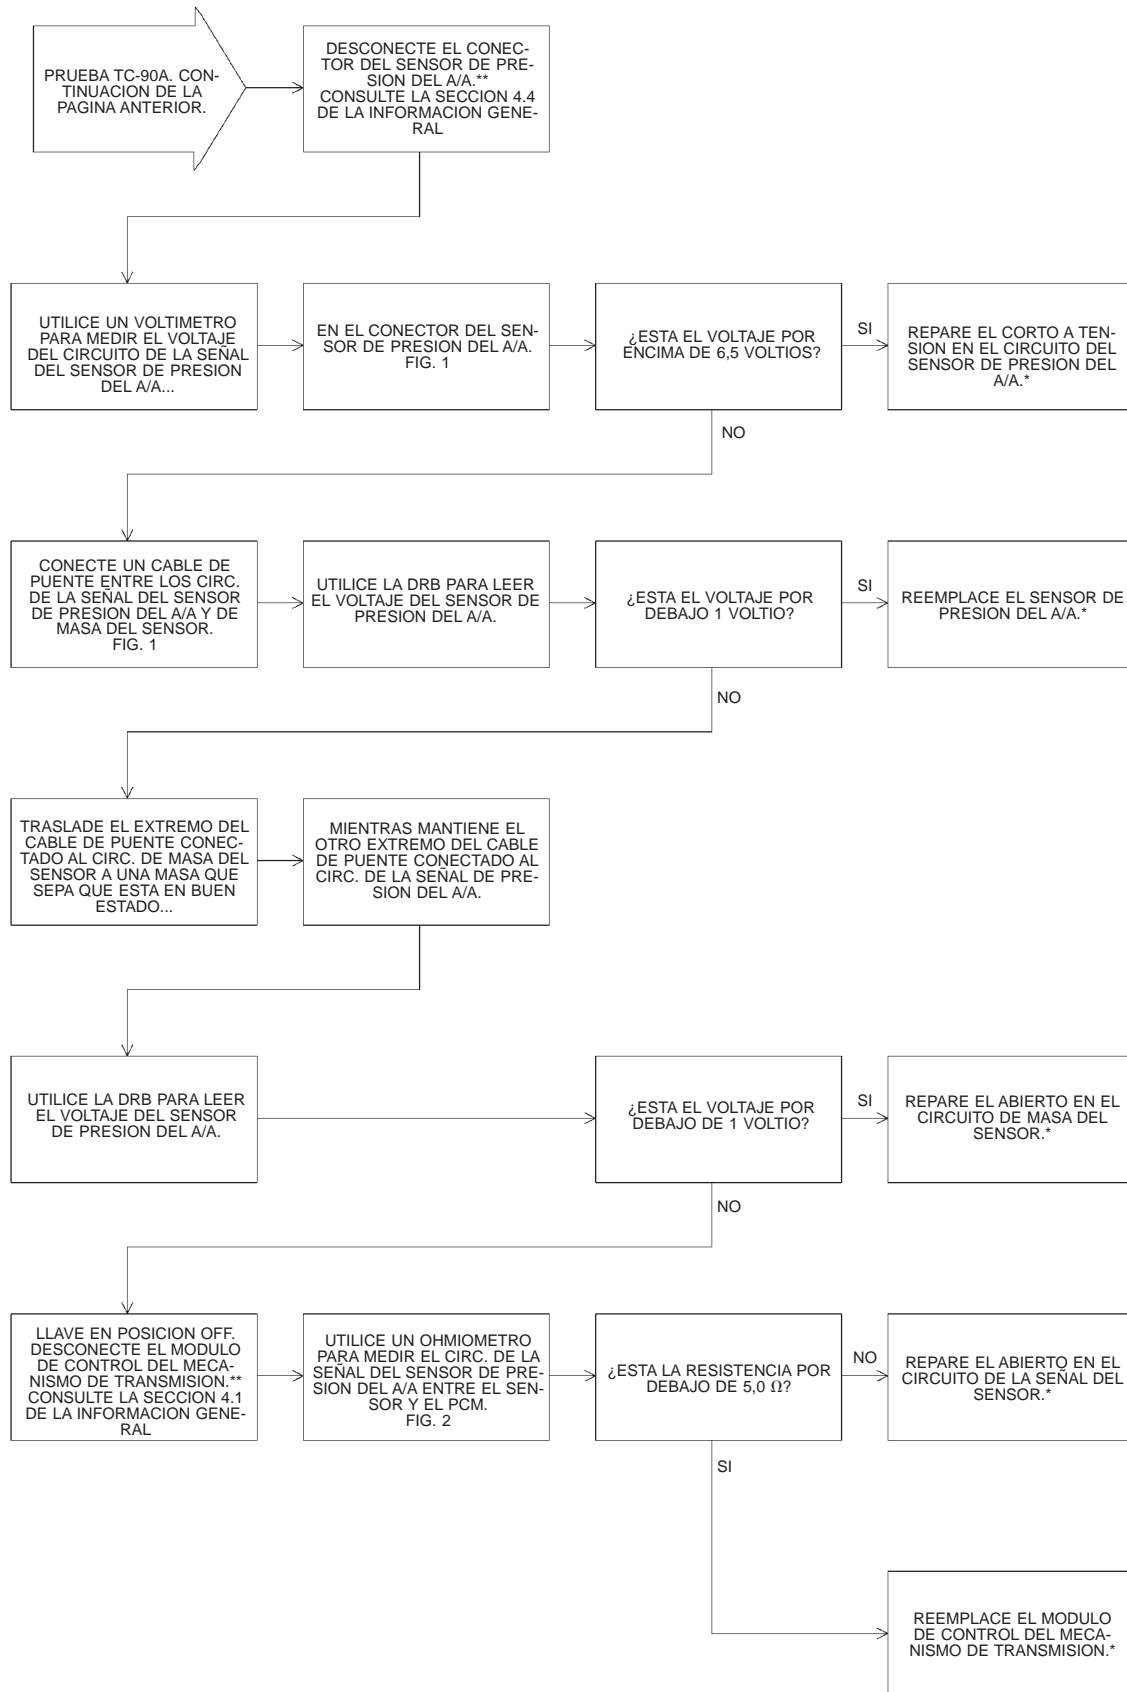 PRUEBA TC-90A. CON-
TINUACION DE LA
PAGINA ANTERIOR.
DESCONECTE EL CONEC-
TOR DEL SENSOR DE PRE-
SION DEL A/A.**
CONSULTE LA SECCION 4.4
DE LA INFORMACION GENE-
RAL
UTILICE UN VOLTIMETRO
PARA MEDIR EL VOLTAJE
DEL CIRCUITO DE LA SEÑAL
DEL SENSOR DE PRESION
DEL A/A...
EN EL CONECTOR DEL SEN-
SOR DE PRESION DEL A/A.
FIG. 1
¿ESTA EL VOLTAJE POR
ENCIMA DE 6,5 VOLTIOS?
SI
REPARE EL CORTO A TEN-
SION EN EL CIRCUITO DEL
SENSOR DE PRESION DEL
A/A.*
NO
CONECTE UN CABLE DE
PUENTE ENTRE LOS CIRC.
DE LA SEÑAL DEL SENSOR
DE PRESION DEL A/A Y DE
MASA DEL SENSOR.
FIG. 1
UTILICE LA DRB PARA LEER
EL VOLTAJE DEL SENSOR DE
PRESION DEL A/A.
¿ESTA EL VOLTAJE POR
DEBAJO 1 VOLTIO?
SI
REEMPLACE EL SENSOR DE
PRESION DEL A/A.*
NO
TRASLADE EL EXTREMO DEL
CABLE DE PUENTE CONEC-
TADO AL CIRC. DE MASA DEL
SENSOR A UNA MASA QUE
SEPA QUE ESTA EN BUEN
ESTADO...
MIENTRAS MANTIENE EL
OTRO EXTREMO DEL CABLE
DE PUENTE CONECTADO AL
CIRC. DE LA SEÑAL DE PRE-
SION DEL A/A.
UTILICE LA DRB PARA LEER
EL VOLTAJE DEL SENSOR
DE PRESION DEL A/A.
¿ESTA EL VOLTAJE POR
DEBAJO DE 1 VOLTIO?
SI
REPARE EL ABIERTO EN EL
CIRCUITO DE MASA DEL
SENSOR.*
NO
LLAVE EN POSICION OFF.
DESCONECTE EL MODULO
DE CONTROL DEL MECA-
NISMO DE TRANSMISION.**
CONSULTE LA SECCION 4.1
DE LA INFORMACION GENE-
RAL
UTILICE UN OHMIOMETRO
PARA MEDIR EL CIRC. DE LA
SEÑAL DEL SENSOR DE PRE-
SION DEL A/A ENTRE EL SEN-
SOR Y EL PCM.
FIG. 2
¿ESTA LA RESISTENCIA POR
DEBAJO DE 5,0 Ω?
NO
REPARE EL ABIERTO EN EL
CIRCUITO DE LA SEÑAL DEL
SENSOR.*
SI
REEMPLACE EL MODULO
DE CONTROL DEL MECA-
NISMO DE TRANSMISION.*